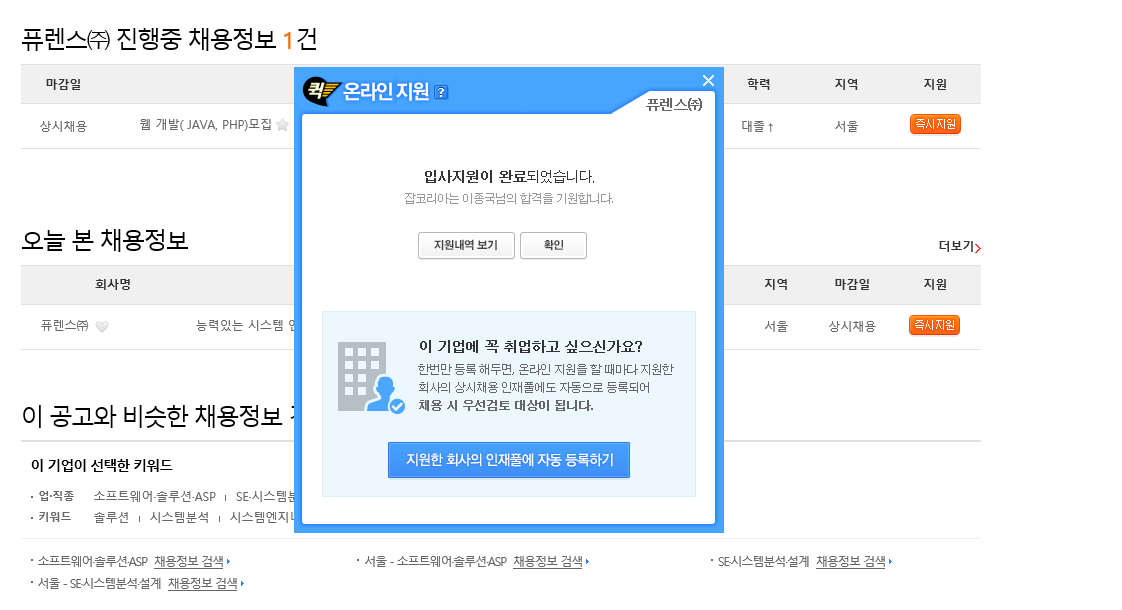 퓨렌스㈜ 진행중 채용정보 1건
마감일 학력 지역 지원
상시채용 웹 개발( JAVA, PHP)모집 대졸↑ 서울 즉시지원
퀵 온라인 지원 ?
퓨렌스㈜
입사지원이 완료되었습니다.
잡코리아는 이종국님의 합격을 기원합니다.
지원내역 보기 확인
이 기업에 꼭 취업하고 싶으신가요?
한번만 등록 해두면, 온라인 지원을 할 때마다 지원한
회사의 상시채용 인재풀에도 자동으로 등록되어
채용 시 우선검토 대상이 됩니다.
지원한 회사의 인재풀에 자동 등록하기
오늘 본 채용정보 더보기
회사명 지역 마감일 지원
퓨렌스㈜ 능력있는 시스템 서울 상시채용 즉시지원
이 공고와 비슷한 채용정보
이 기업이 선택한 키워드
· 업·직종 소프트웨어·솔루션·ASP ㅣ SE·시스템분
· 키워드 솔루션 ㅣ 시스템분석 ㅣ 시스템엔지니
· 소프트웨어·솔루션·ASP 채용정보 검색 · 서울 - 소프트웨어·솔루션·ASP 채용정보 검색 · SE·시스템분석·설계 채용정보 검색
· 서울 - SE·시스템분석·설계 채용정보 검색